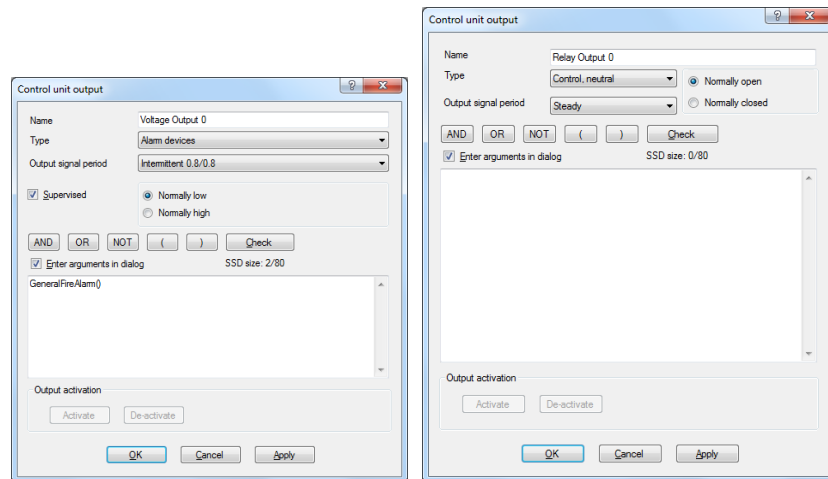 Control unit output
Name Voltage Output 0
Type Alarm devices
Output signal period Intermittent 0.8/0.8
Supervised Normally low
Normally high
AND OR NOT ( ) Check
Enter arguments in dialog SSD size: 2/80
GeneralFireAlarm()
Output activation
Activate De-activate
OK Cancel Apply
Control unit output
Name Relay Output 0
Type Control, neutral Normally open
Output signal period Steady Normally closed
AND OR NOT ( ) Check
Enter arguments in dialog SSD size: 0/80
Output activation
Activate De-activate
OK Cancel Apply